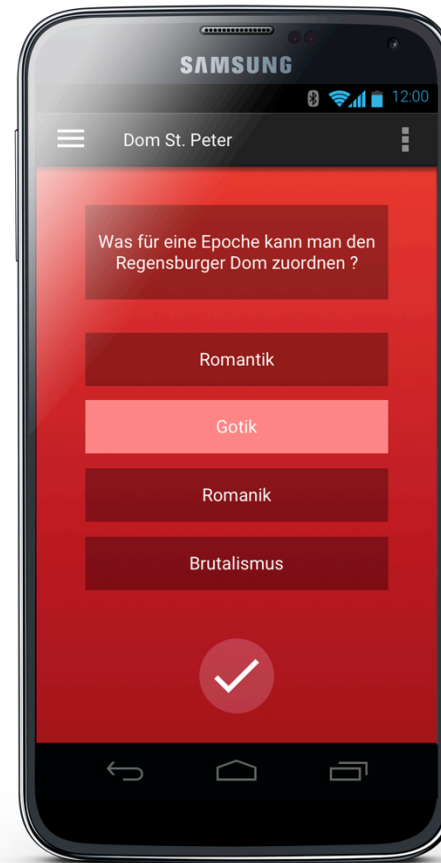 SAMSUNG
12:00
Dom St. Peter
Was für eine Epoche kann man den
Regensburger Dom zuordnen ?
Romantik
Gotik
Romanik
Brutalismus